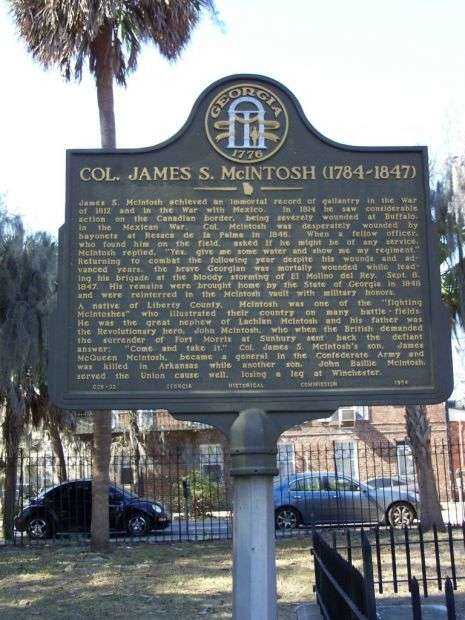 GEORGIA
1776
COL. JAMES S. McINTOSH (1784-1847)
James S. McIntosh achieved an immortal record of gallantry in the War
of 1812 and in the War with Mexico. In 1814 he saw considerable
action on the Canadian border, being severely wounded at Buffalo.
In the Mexican War, Col. McIntosh was desperately wounded by
bayonets at Resaca de la Palma in 1846. When a fellow officer,
who found him on the field, asked if he might be of any service,
McIntosh replied, "Yes, give me some water and show me my regiment."
Returning to combat the following year despite his wounds and ad-
vanced years, the brave Georgian was mortally wounded while lead-
ing his brigade at the bloody storming of El Molino del Rey, Sept. 8,
1847. His remains were brought home by the State of Georgia in 1848
and were reinterred in the McIntosh vault with military honors.
A native of Liberty County, J. S. McIntosh was one of the "fighting
McIntoshes" who illustrated their country on many battle-fields.
He was the great nephew of Lachlan McIntosh and his father was
the Revolutionary hero, John McIntosh, who when the British demanded
the surrender of Fort Morris at Sunbury sent back the defiant
answer: "Come and take it." Col. James S. McIntosh's son, James
McQueen McIntosh, became a general in the Confederate Army and
was killed in Arkansas while another son, John Baillie McIntosh,
served the Union cause well, losing a leg at Winchester.
025-32 GEORGIA HISTORICAL COMMISSION 1954